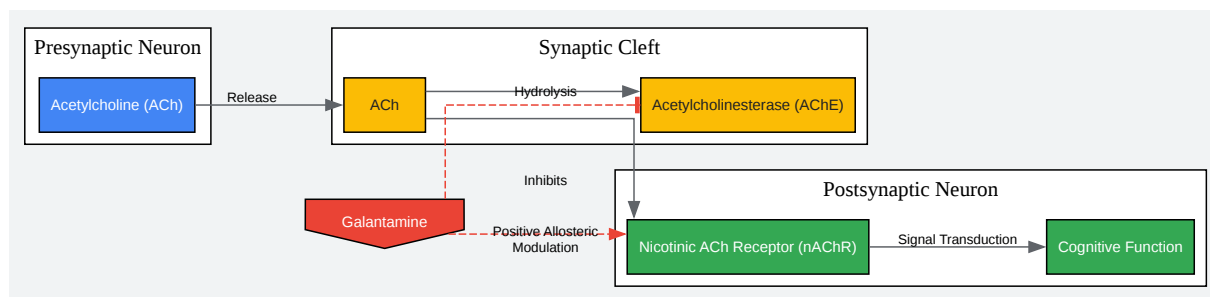 Presynaptic Neuron
Synaptic Cleft
Acetylcholine (ACh)
Release
ACh
Hydrolysis
Acetylcholinesterase (AChE)
Inhibits
Postsynaptic Neuron
Galantamine
Positive Allosteric
Modulation
Nicotinic ACh Receptor (nAChR)
Signal Transduction
Cognitive Function